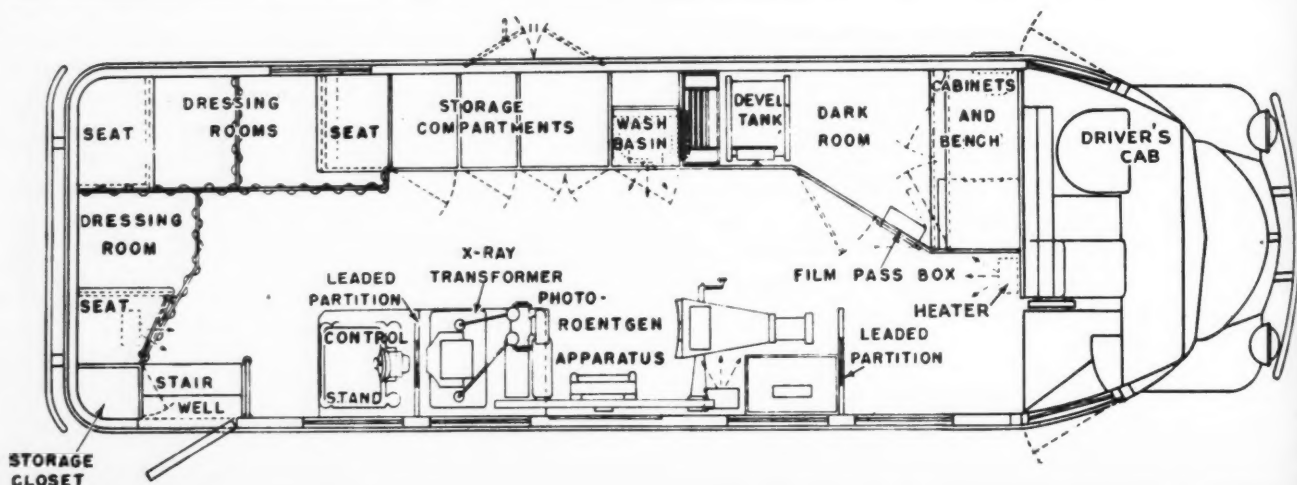 DRESSING
ROOMS
SEAT
SEAT
STORAGE
COMPARTMENTS
WASH
BASIN
DEVEL
TANK
DARK
ROOM
CABINETS
AND
BENCH
DRIVER'S
CAB
DRESSING
ROOM
SEAT
STAIR
WELL
STORAGE
CLOSET
LEADED
PARTITION
X-RAY
TRANSFORMER
CONTROL
STAND
PHOTO-
ROENTGEN
APPARATUS
FILM PASS BOX
HEATER
LEADED
PARTITION